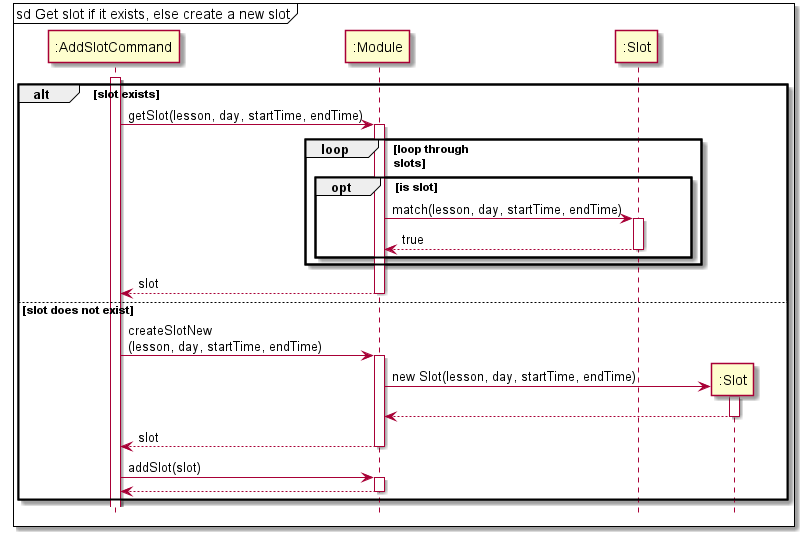 sd Get slot if it exists, else create a new slot
:AddSlotCommand
:Module
:Slot
alt
[slot exists]
getSlot(lesson, day, startTime, endTime)
loop
[loop through
slots]
opt
[is slot]
match(lesson, day, startTime, endTime)
true
slot
[slot does not exist]
createSlotNew
(lesson, day, startTime, endTime)
new Slot(lesson, day, startTime, endTime)
:Slot
slot
addSlot(slot)